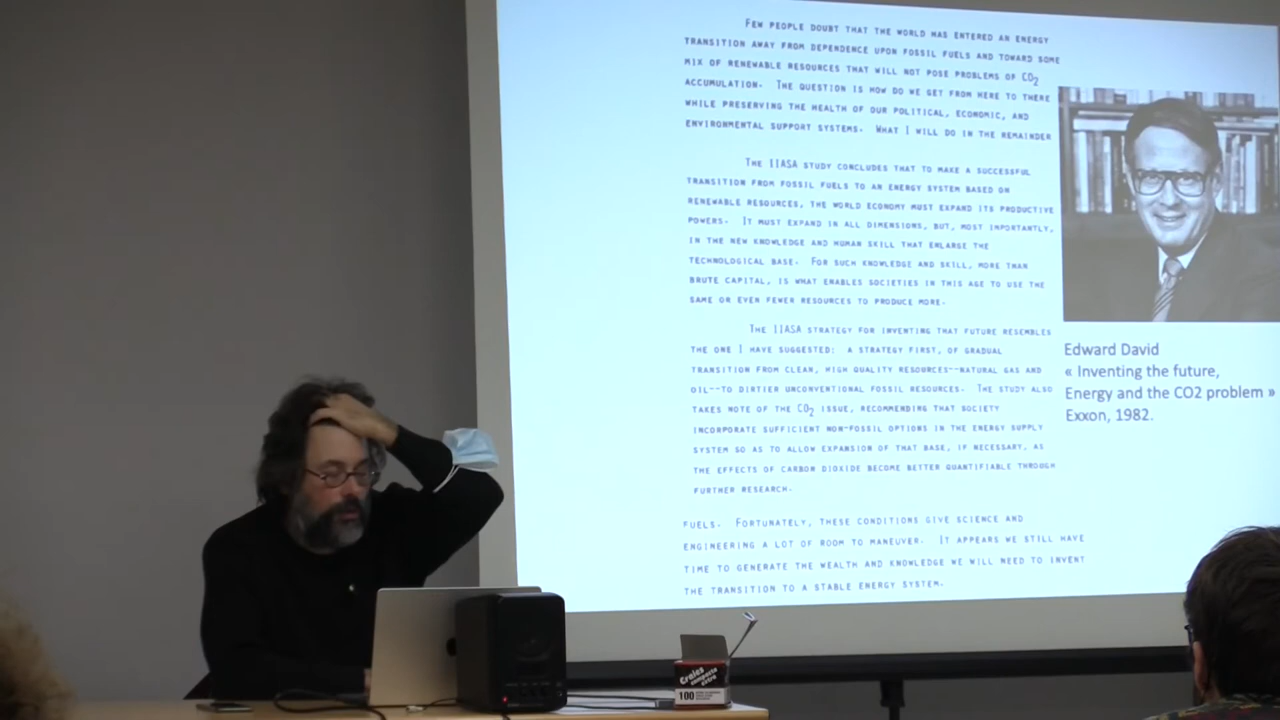 FEW PEOPLE DOUBT THAT THE WORLD HAS ENTERED AN ENERGY
TRANSITION AWAY FROM DEPENDENCE UPON FOSSIL FUELS AND TOWARD SOME
MIX OF RENEWABLE RESOURCES THAT WILL NOT POSE PROBLEMS OF CO2
ACCUMULATION. THE QUESTION IS HOW DO WE GET FROM HERE TO THERE
WHILE PRESERVING THE HEALTH OF OUR POLITICAL, ECONOMIC, AND
ENVIRONMENTAL SUPPORT SYSTEMS. WHAT I WILL DO IN THE REMAINDER
THE IIASA STUDY CONCLUDES THAT TO MAKE A SUCCESSFUL
TRANSITION FROM FOSSIL FUELS TO AN ENERGY SYSTEM BASED ON
RENEWABLE RESOURCES, THE WORLD ECONOMY MUST EXPAND ITS PRODUCTIVE
POWERS. IT MUST EXPAND IN ALL DIMENSIONS, BUT, MOST IMPORTANTLY,
IN THE NEW KNOWLEDGE AND HUMAN SKILL THAT ENLARGE THE
TECHNOLOGICAL BASE. FOR SUCH KNOWLEDGE AND SKILL, MORE THAN
BRUTE CAPITAL, IS WHAT ENABLES SOCIETIES IN THIS AGE TO USE THE
SAME OR EVEN FEWER RESOURCES TO PRODUCE MORE.
THE IIASA STRATEGY FOR INVENTING THAT FUTURE RESEMBLES
THE ONE I HAVE SUGGESTED: A STRATEGY FIRST, OF GRADUAL
TRANSITION FROM CLEAN, HIGH QUALITY RESOURCES--NATURAL GAS AND
OIL--TO DIRTIER UNCONVENTIONAL FOSSIL RESOURCES. THE STUDY ALSO
TAKES NOTE OF THE CO2 ISSUE, RECOMMENDING THAT SOCIETY
INCORPORATE SUFFICIENT NON-FOSSIL OPTIONS IN THE ENERGY SUPPLY
SYSTEM SO AS TO ALLOW EXPANSION OF THAT BASE, IF NECESSARY, AS
THE EFFECTS OF CARBON DIOXIDE BECOME BETTER QUANTIFIABLE THROUGH
FURTHER RESEARCH.
FUELS. FORTUNATELY, THESE CONDITIONS GIVE SCIENCE AND
ENGINEERING A LOT OF ROOM TO MANEUVER. IT APPEARS WE STILL HAVE
TIME TO GENERATE THE WEALTH AND KNOWLEDGE WE WILL NEED TO INVENT
THE TRANSITION TO A STABLE ENERGY SYSTEM.
Edward David
« Inventing the future,
Energy and the CO2 problem »
Exxon, 1982.
Craies
100